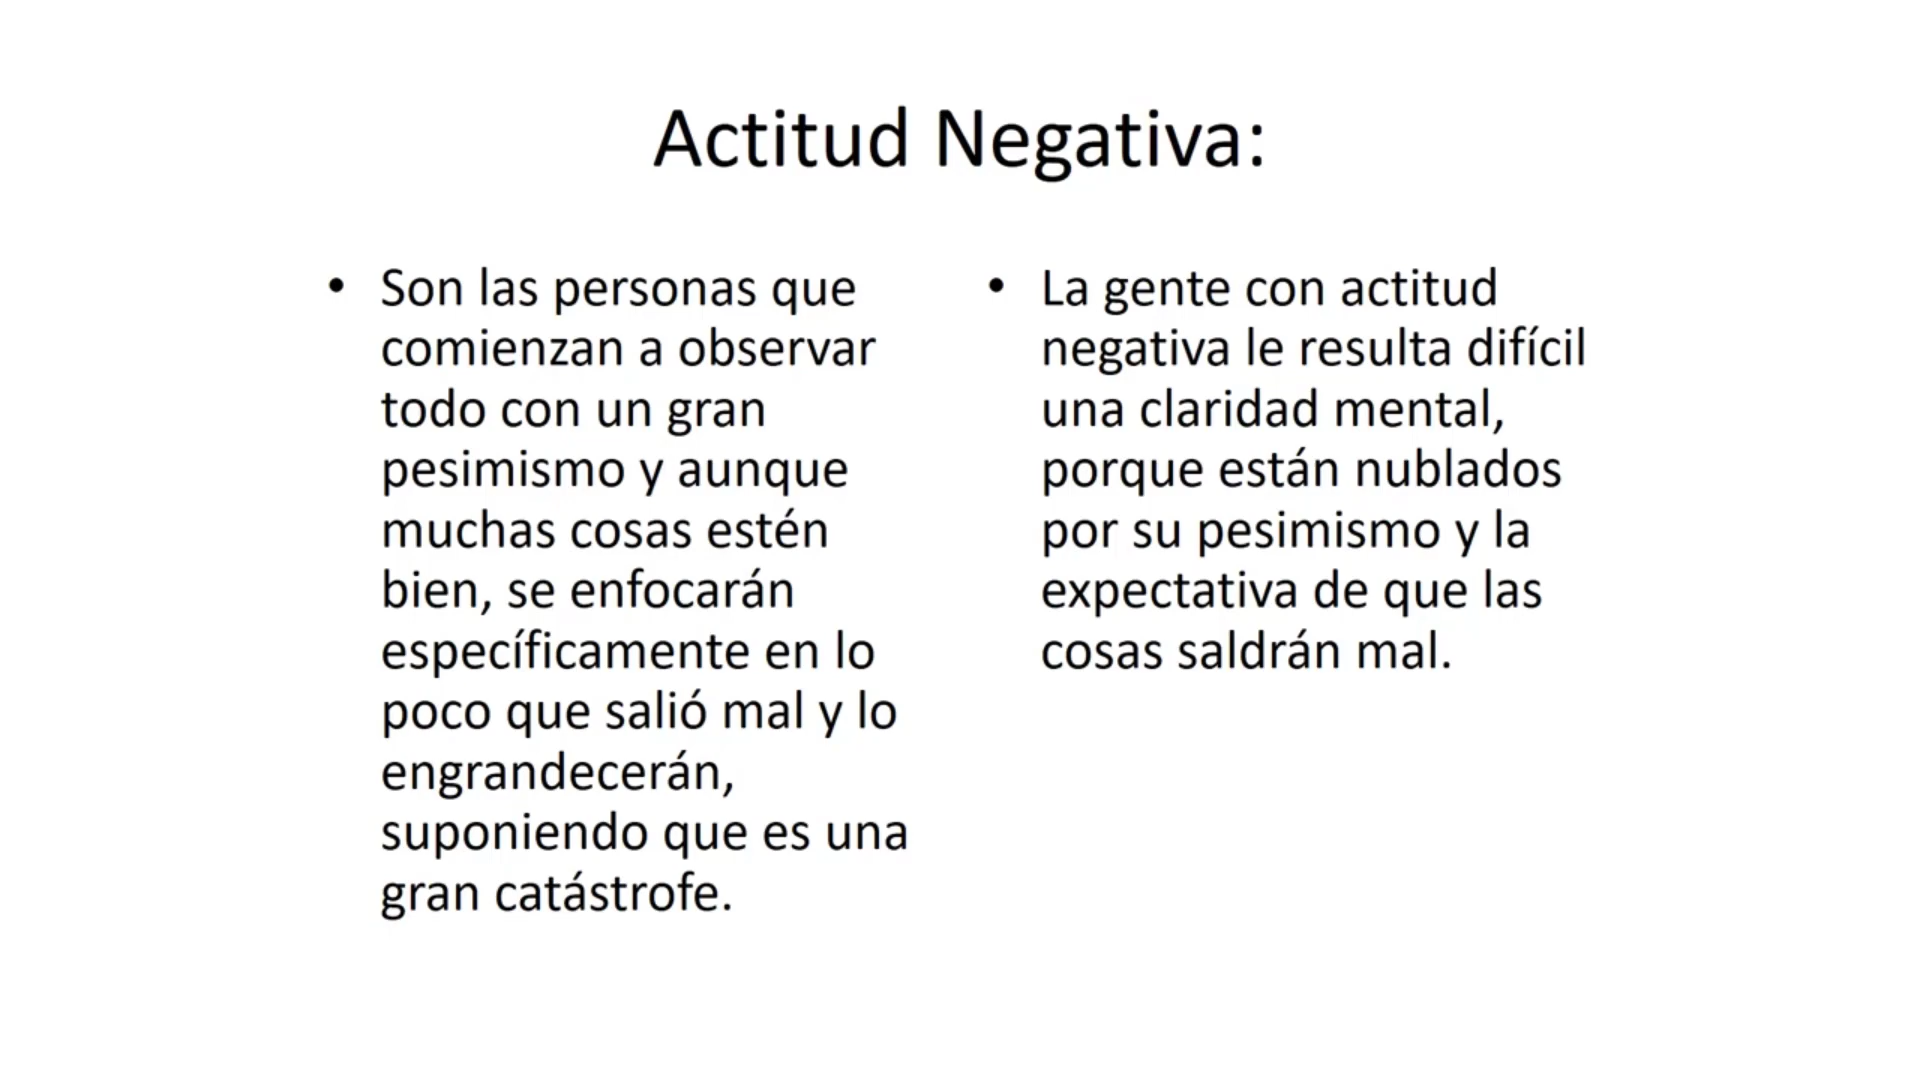 Actitud Negativa:
• Son las personas que
comienzan a observar
todo con un gran
pesimismo y aunque
muchas cosas estén
bien, se enfocarán
específicamente en lo
poco que salió mal y lo
engrandecerán,
suponiendo que es una
gran catástrofe.
• La gente con actitud
negativa le resulta difícil
una claridad mental,
porque están nublados
por su pesimismo y la
expectativa de que las
cosas saldrán mal.